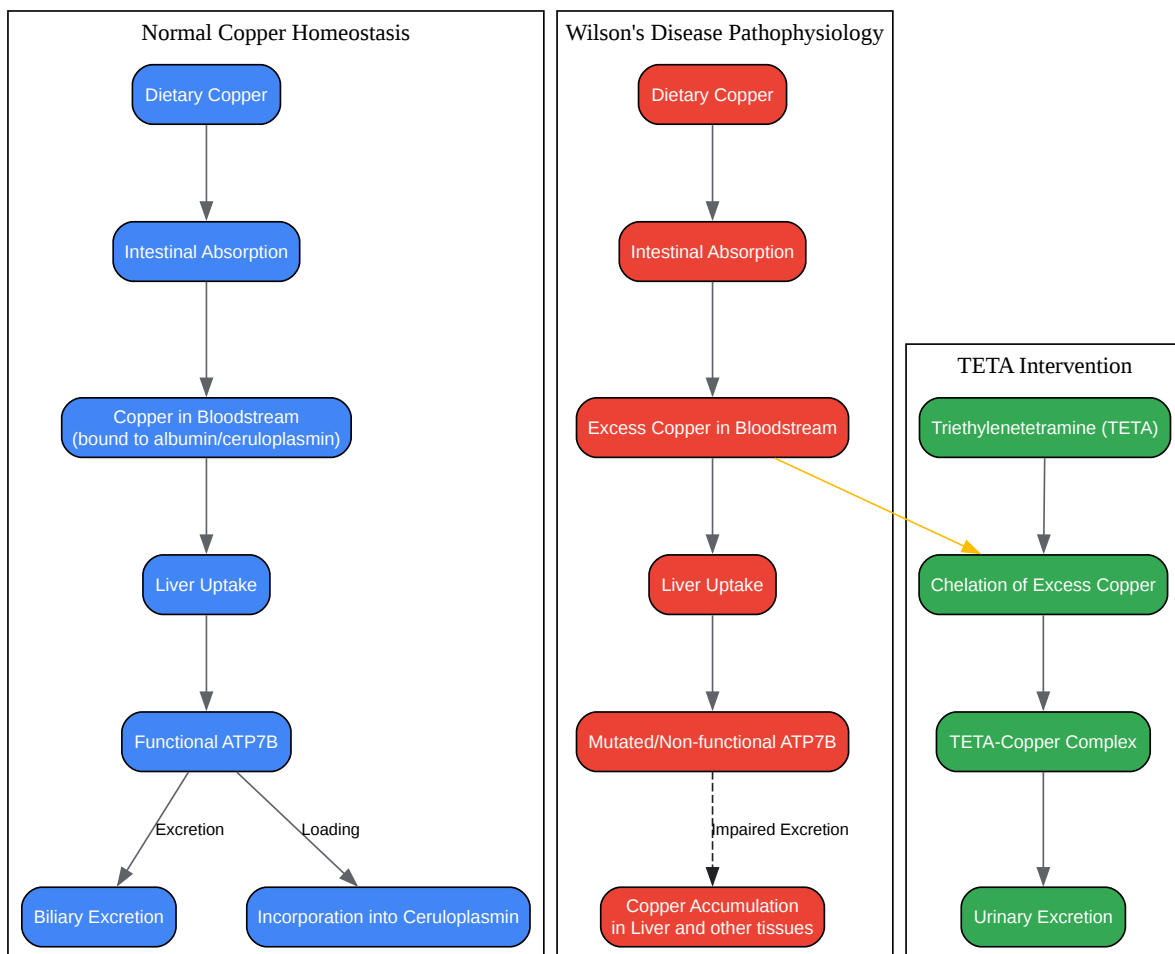 Normal Copper Homeostasis
Dietary Copper
Intestinal Absorption
Copper in Bloodstream
(bound to albumin/ceruloplasmin)
Liver Uptake
Functional ATP7B
Excretion
Loading
Biliary Excretion
Incorporation into Ceruloplasmin
Wilson's Disease Pathophysiology
Dietary Copper
Intestinal Absorption
Excess Copper in Bloodstream
Liver Uptake
Mutated/Non-functional ATP7B
Impaired Excretion
Copper Accumulation
in Liver and other tissues
TETA Intervention
Triethylenetetramine (TETA)
Chelation of Excess Copper
TETA-Copper Complex
Urinary Excretion